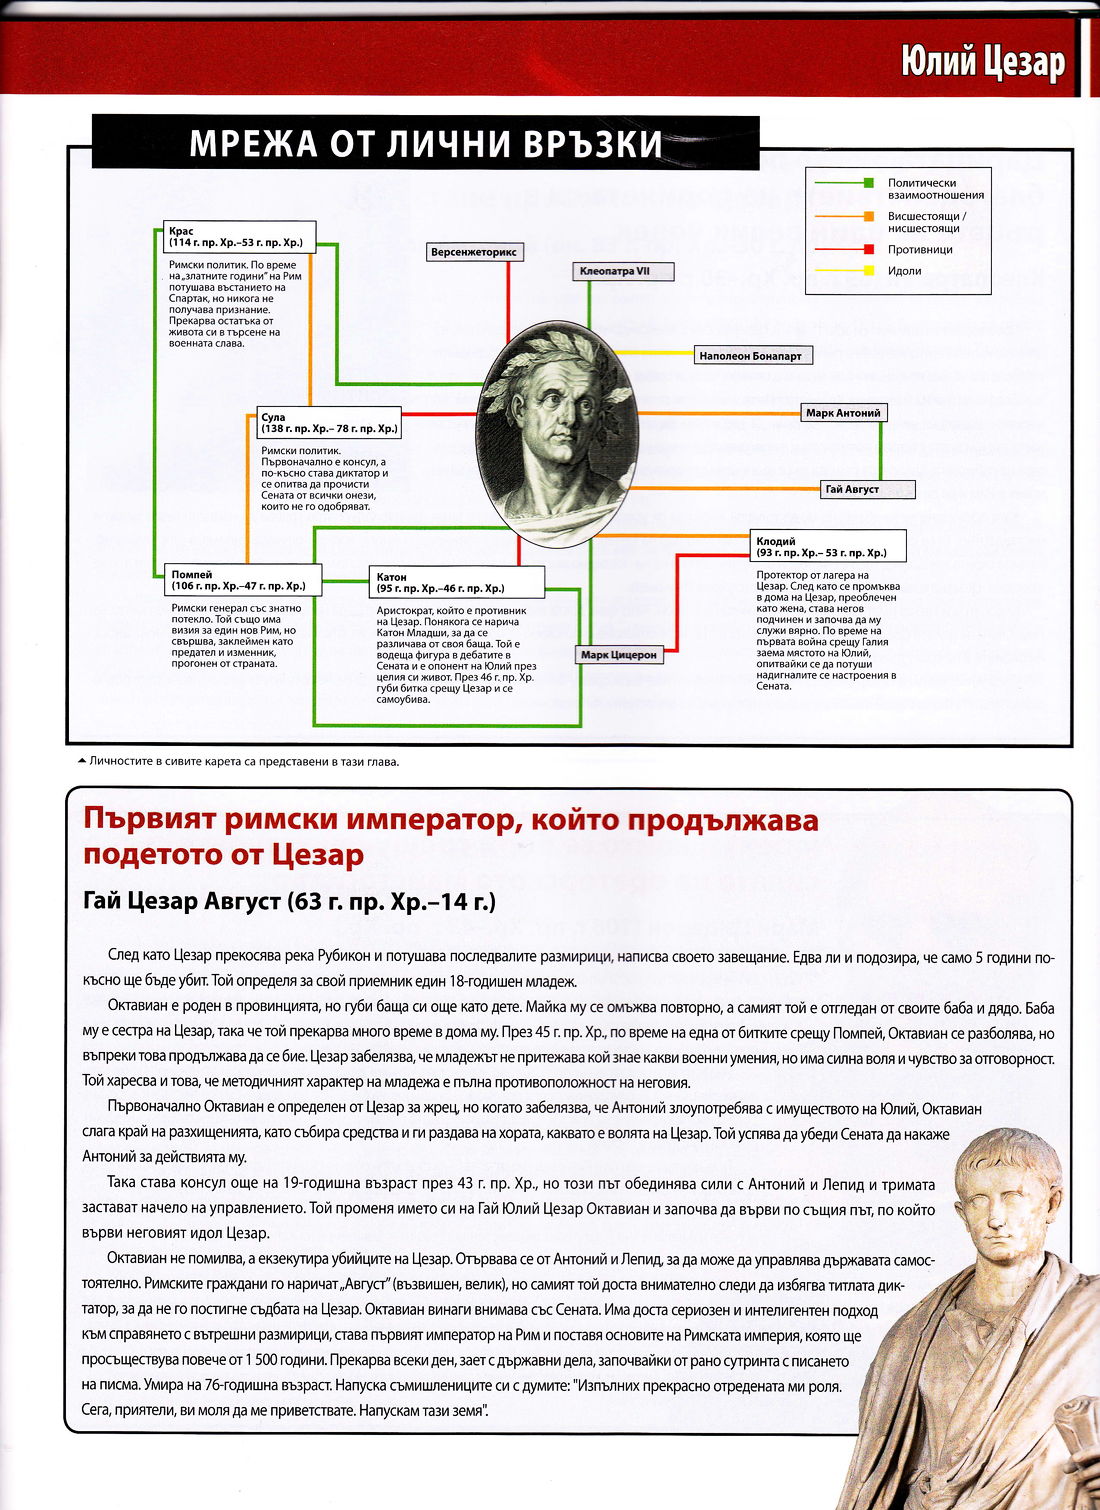 Юлий Цезар
МРЕЖА ОТ ЛИЧНИ ВРЪЗКИ
Политически
взаимоотношения
Висшестоящи /
нисшестоящи
Противници
Идоли
Крас
(114 г. пр. Хр.–53 г. пр. Хр.)
Римски политик. По време
на „златните години" на Рим
потушава въстанието на
Спартак, но никога не
получава признание.
Прекарва остатъка от
живота си в търсене на
военната слава.
Версенжеторикс
Клеопатра VII
Наполеон Бонапарт
Марк Антоний
Гай Август
Сула
(138 г. пр. Хр.– 78 г. пр. Хр.)
Римски политик.
Първоначално е консул, а
по-късно става диктатор и
се опитва да прочисти
Сената от всички онези,
които не го одобряват.
Клодий
(93 г. пр. Хр.– 53 г. пр. Хр.)
Протектор от лагера на
Цезар. След като се промъква
в дома на Цезар, преоблечен
като жена, става негов
подчинен и започва да му
служи вярно. По време на
първата война срещу Галия
заема мястото на Юлий,
опитвайки се да потуши
надигналите се настроения в
Сената.
Помпей
(106 г. пр. Хр.–47 г. пр. Хр.)
Римски генерал със знатно
потекло. Той също има
визия за един нов Рим, но
свършва, заклеймен като
предател и изменник,
прогонен от страната.
Катон
(95 г. пр. Хр.–46 г. пр. Хр.)
Аристократ, който е противник
на Цезар. Понякога се нарича
Катон Младши, за да се
различава от своя баща. Той е
водеща фигура в дебатите в
Сената и е опонент на Юлий през
целия си живот. През 46 г. пр. Хр.
губи битка срещу Цезар и се
самоубива.
Марк Цицерон
Личностите в сивите карета са представени в тази глава.
Първият римски император, който продължава
подетото от Цезар
Гай Цезар Август (63 г. пр. Хр.–14 г.)
След като Цезар прекосява река Рубикон и потушава последвалите размирици, написва своето завещание. Едва ли и подозира, че само 5 години по-
късно ще бъде убит. Той определя за свой приемник един 18-годишен младеж.
Октавиан е роден в провинцията, но губи баща си още като дете. Майка му се омъжва повторно, а самият той е отгледан от своите баба и дядо. Баба
му е сестра на Цезар, така че той прекарва много време в дома му. През 45 г. пр. Хр., по време на една от битките срещу Помпей, Октавиан се разболява, но
въпреки това продължава да се бие. Цезар забелязва, че младежът не притежава кой знае какви военни умения, но има силна воля и чувство за отговорност.
Той харесва и това, че методичният характер на младежа е пълна противоположност на неговия.
Първоначално Октавиан е определен от Цезар за жрец, но когато забелязва, че Антоний злоупотребява с имуществото на Юлий, Октавиан
слага край на разхищенията, като събира средства и ги раздава на хората, каквато е волята на Цезар. Той успява да убеди Сената да накаже
Антоний за действията му.
Така става консул още на 19-годишна възраст през 43 г. пр. Хр., но този път обединява сили с Антоний и Лепид и тримата
застават начело на управлението. Той променя името си на Гай Юлий Цезар Октавиан и започва да върви по същия път, по който
върви неговият идол Цезар.
Октавиан не помилва, а екзекутира убийците на Цезар. Отървава се от Антоний и Лепид, за да може да управлява държавата самос-
тоятелно. Римските граждани го наричат „Август" (възвишен, велик), но самият той доста внимателно следи да избягва титлата дик-
татор, за да не го постигне съдбата на Цезар. Октавиан винаги внимава със Сената. Има доста сериозен и интелигентен подход
към справянето с вътрешни размирици, става първият император на Рим и поставя основите на Римската империя, която ще
просъществува повече от 1 500 години. Прекарва всеки ден, зает с държавни дела, започвайки от рано сутринта с писането
на писма. Умира на 76-годишна възраст. Напуска съмишлениците си с думите: "Изпълних прекрасно отредената ми роля.
Сега, приятели, ви моля да ме приветствате. Напускам тази земя".